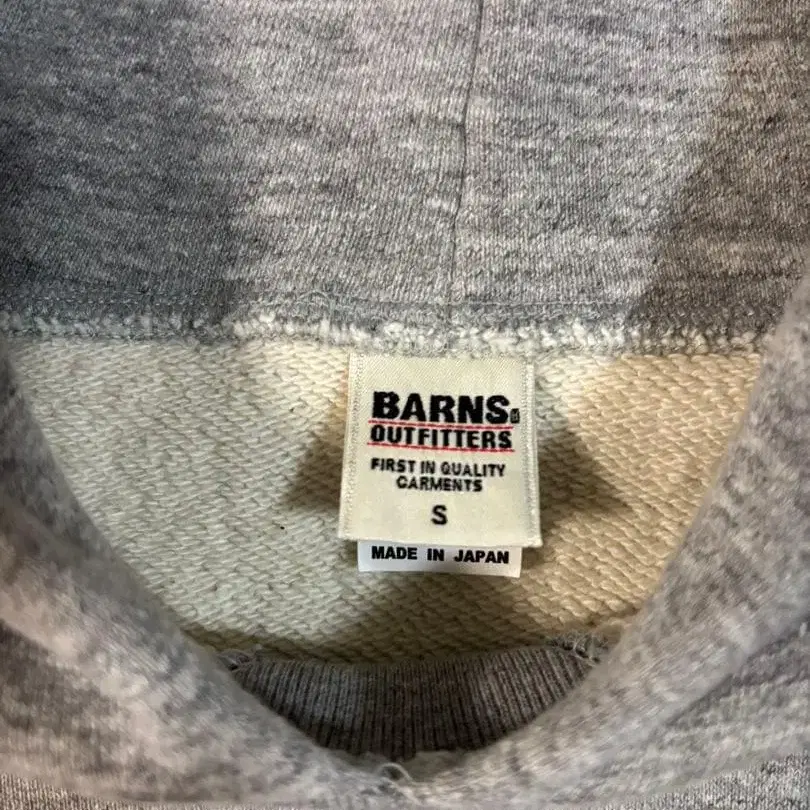 BARNS
OUTFITTERS
FIRST IN QUALITY
GARMENTS
S
MADE IN JAPAN